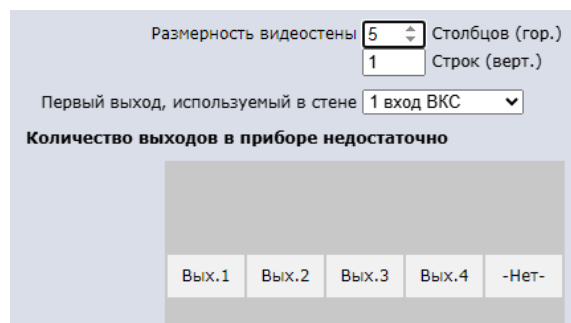 Размерность видеостены 5 Столбцов (гор.)
1 Строк (верт.)
Первый выход, используемый в стене 1 вход ВКС
Количество выходов в приборе недостаточно
Вых.1 Вых.2 Вых.3 Вых.4 -Нет-